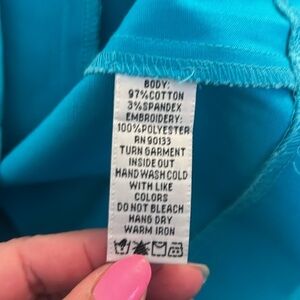 BODY:
97%COTTON
3%SPANDEX
EMBROIDERY:
100%POLYESTER
RN 90133
TURN GARMENT
INSIDE OUT
HAND WASH COLD
WITH LIKE
COLORS
DO NOT BLEACH
HANG DRY
WARM IRON